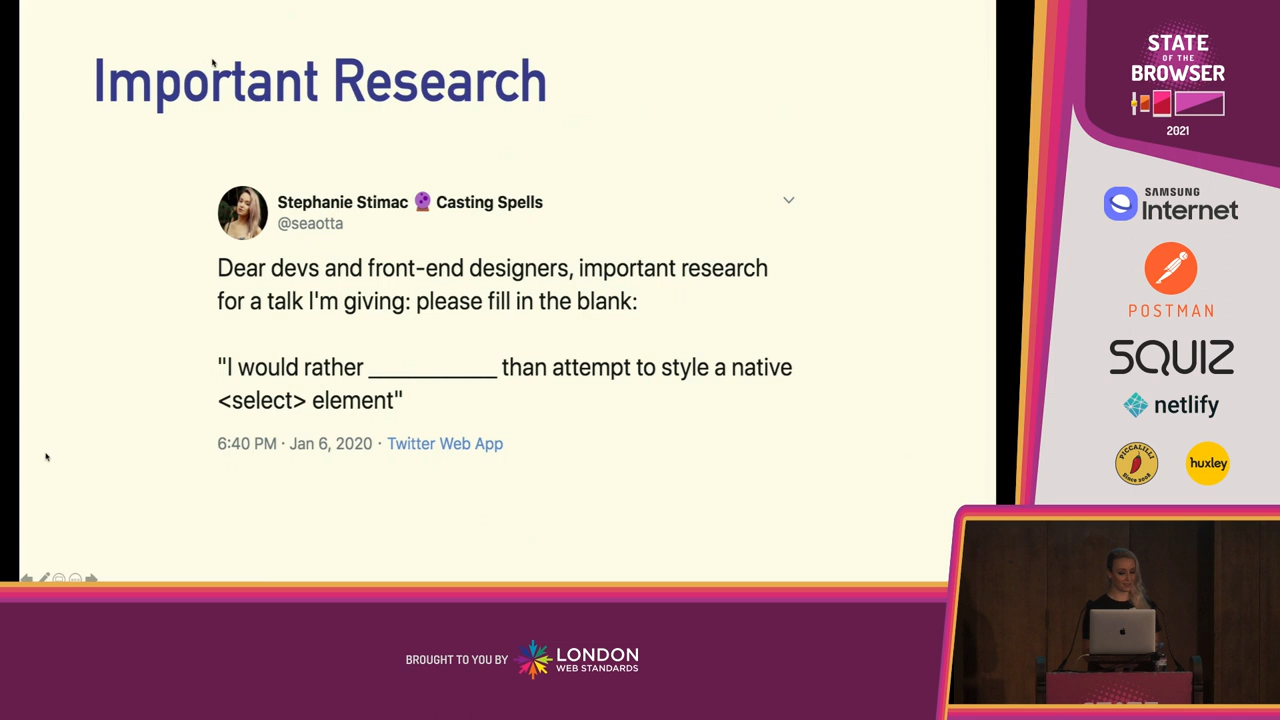 Important Research
Stephanie Stimac 🔮 Casting Spells
@seaotta
Dear devs and front-end designers, important research
for a talk I'm giving: please fill in the blank:
"I would rather ___________ than attempt to style a native
<select> element"
6:40 PM · Jan 6, 2020 · Twitter Web App
STATE
OF THE
BROWSER
2021
SAMSUNG
Internet
POSTMAN
SQUIZ
netlify
PICCALILLI
Since 2008
huxley
BROUGHT TO YOU BY
LONDON
WEB STANDARDS